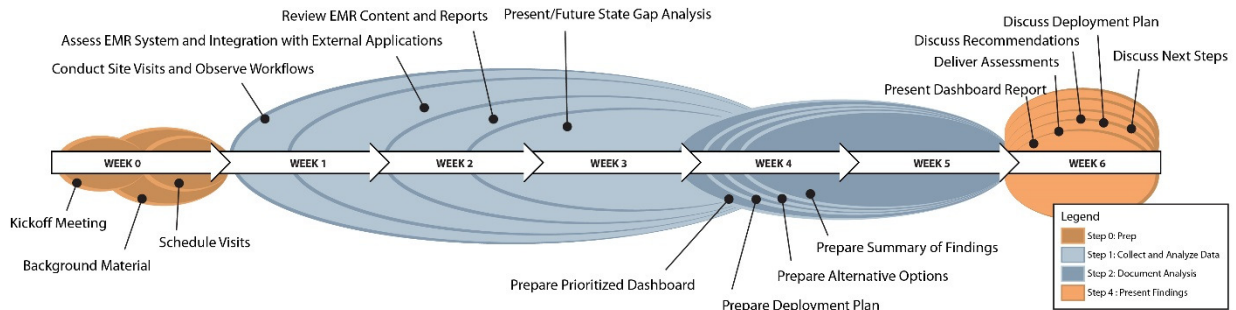 Review EMR Content and Reports
Present/Future State Gap Analysis
Assess EMR System and Integration with External Applications
Conduct Site Visits and Observe Workflows
Discuss Deployment Plan
Discuss Recommendations
Discuss Next Steps
Deliver Assessments
Present Dashboard Report
WEEK 0
WEEK 1
WEEK 2
WEEK 3
WEEK 4
WEEK 5
WEEK 6
Kickoff Meeting
Schedule Visits
Background Material
Prepare Summary of Findings
Prepare Alternative Options
Prepare Prioritized Dashboard
Prepare Deployment Plan
Legend
Step 0: Prep
Step 1: Collect and Analyze Data
Step 2: Document Analysis
Step 4 : Present Findings